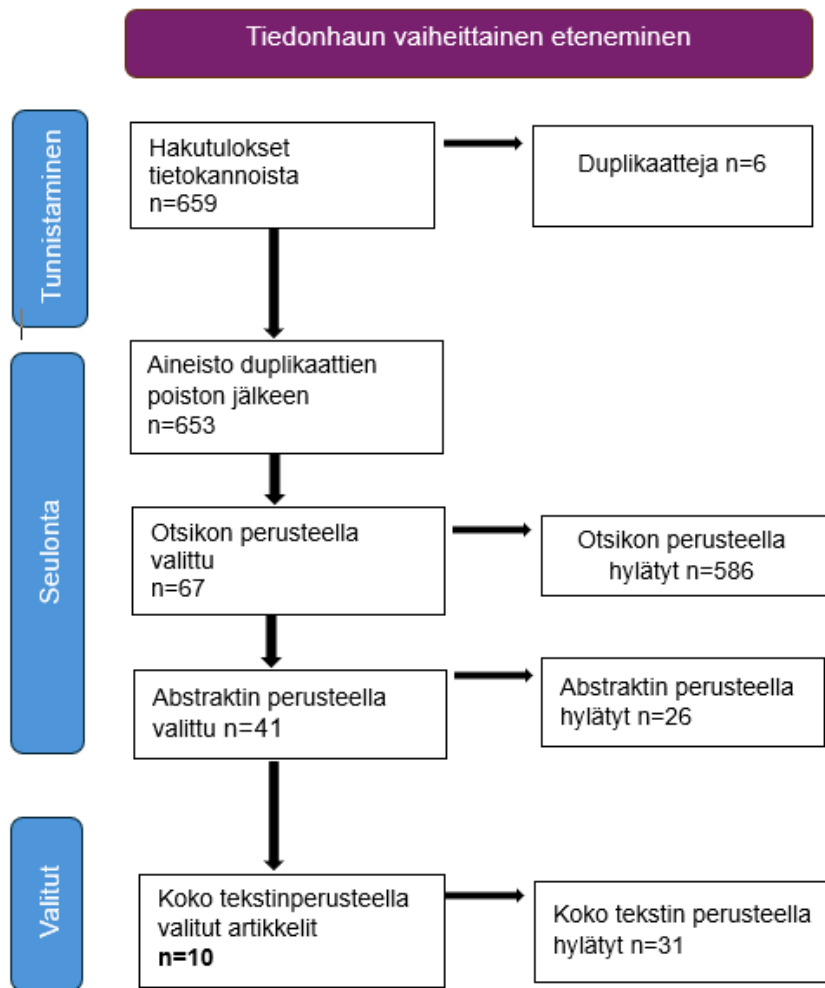 Tiedonhaun vaiheittainen eteneminen
Tunnistaminen
Hakutulokset
tietokannoista
n=659
Duplikaatteja n=6
Seulonta
Aineisto duplikaattien
poiston jälkeen
n=653
Otsikon perusteella
valittu
n=67
Otsikon perusteella
hylätyt n=586
Abstraktin perusteella
valittu n=41
Abstraktin perusteella
hylätyt n=26
Valitut
Koko tekstinperusteella
valitut artikkelit
n=10
Koko tekstin perusteella
hylätyt n=31